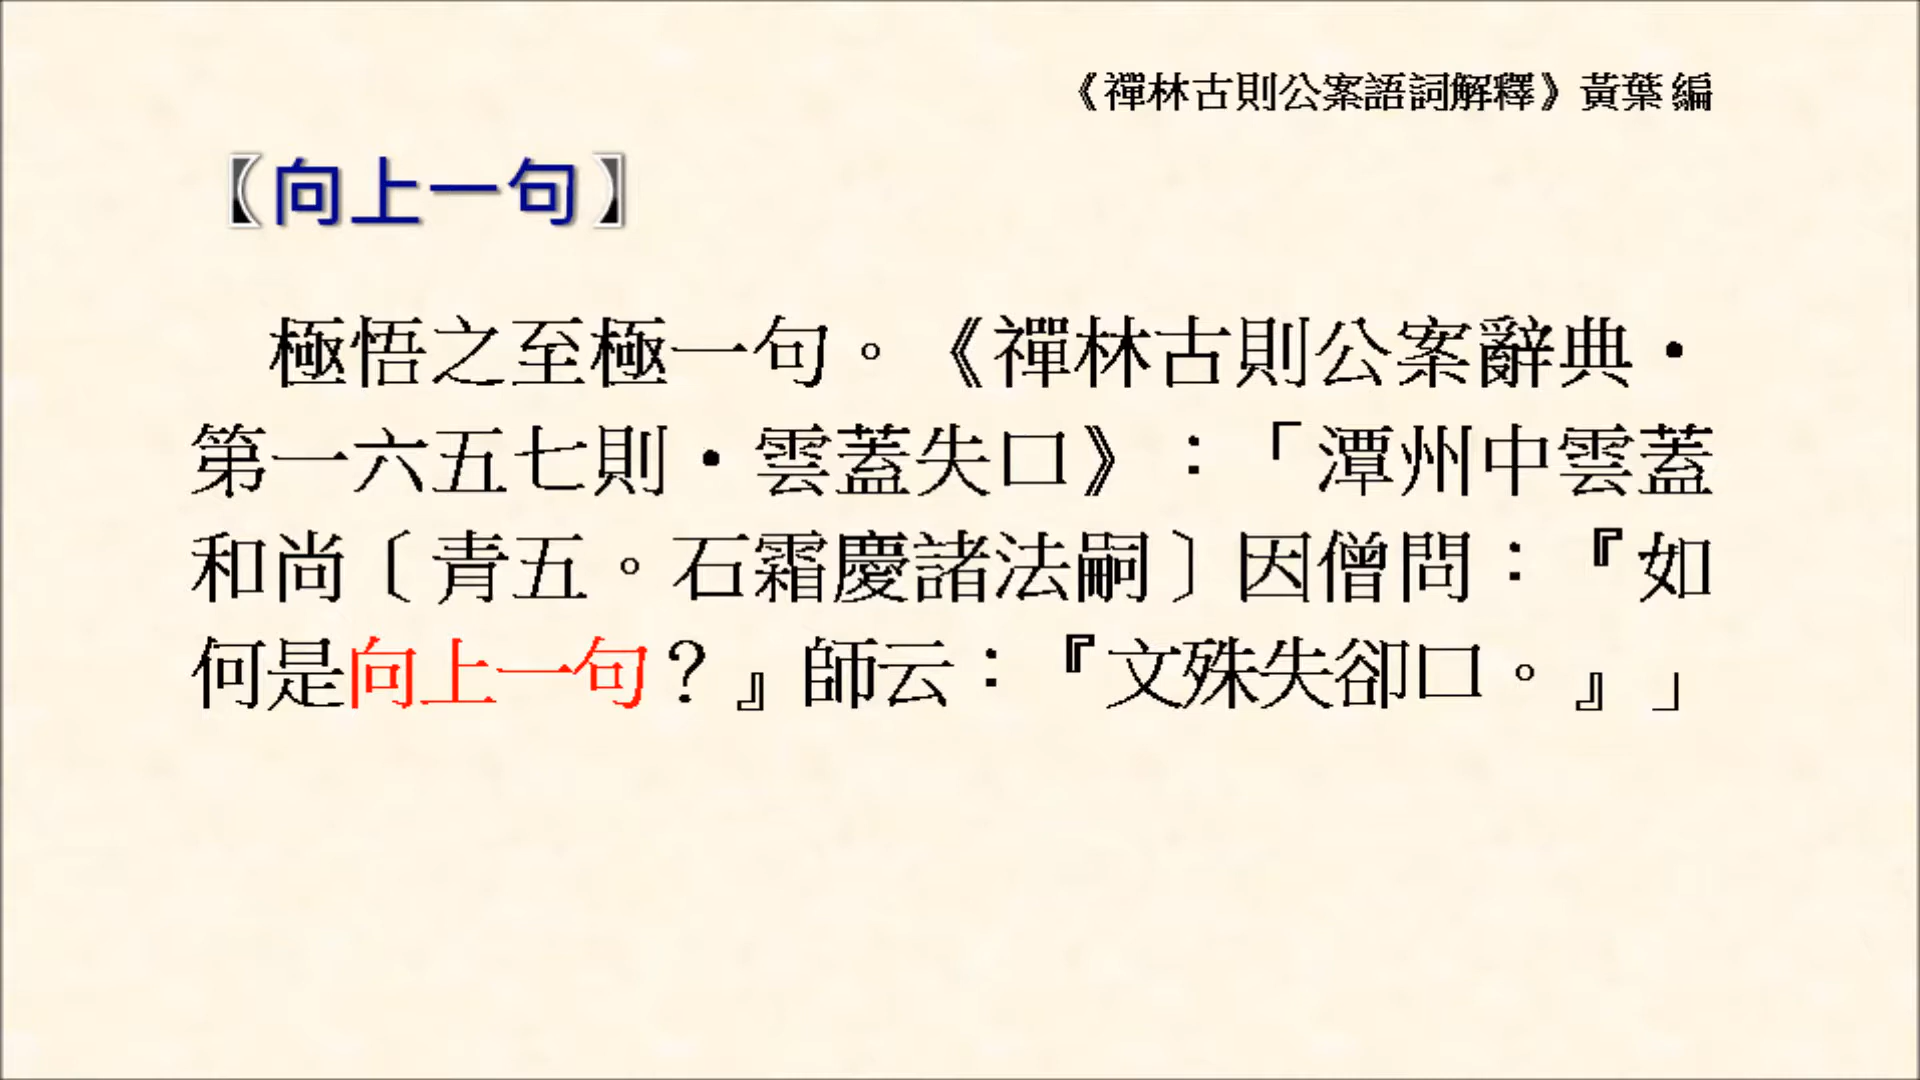 《禪林古則公案語詞解釋》黃葉 編
〖向上一句〗
極悟之至極一句。《禪林古則公案辭典・
第一六五七則・雲蓋失口》：「潭州中雲蓋
和尚〔青五。石霜慶諸法嗣〕因僧問：『如
何是向上一句？』師云：『文殊失卻口。』」